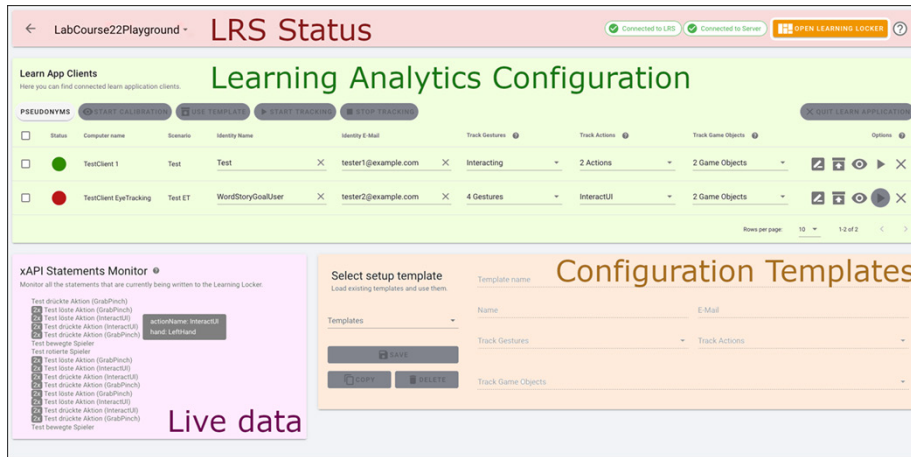 LabCourse22Playground
LRS Status
Connected to LRS
Connected to Server
OPEN LEARNING LOCKER
Learn App Clients
Here you can find connected learn application clients.
Learning Analytics Configuration
PSEUDONYMS
START CALIBRATION
USE TEMPLATE
START TRACKING
STOP TRACKING
QUIT LEARN APPLICATION
Status Computer name Scenario Identity Name Identity E-Mail Track Gestures Track Actions Track Game Objects Options
TestClient 1 Test Test tester1@example.com Interacting 2 Actions 2 Game Objects
TestClient EyeTracking Test ET WordStoryGoalUser tester2@example.com 4 Gestures InteractUI 2 Game Objects
Rows per page: 10 1-2 of 2
xAPI Statements Monitor
Monitor all the statements that are currently being written to the Learning Locker.
Test drückte Aktion (GrabPinch)
2x Test löste Aktion (GrabPinch)
2x Test löste Aktion (InteractUI)
2x Test drückte Aktion (InteractUI)
2x Test drückte Aktion (GrabPinch)
Test bewegte Spieler
Test rotierte Spieler
2x Test löste Aktion (GrabPinch)
2x Test löste Aktion (InteractUI)
2x Test drückte Aktion (InteractUI)
2x Test drückte Aktion (GrabPinch)
2x Test löste Aktion (GrabPinch)
2x Test löste Aktion (InteractUI)
2x Test drückte Aktion (InteractUI)
2x Test drückte Aktion (GrabPinch)
Test bewegte Spieler
actionName: InteractUI
hand: LeftHand
Live data
Select setup template
Load existing templates and use them.
Templates
SAVE
COPY
DELETE
Configuration Templates
Template name
Name
E-Mail
Track Gestures
Track Actions
Track Game Objects